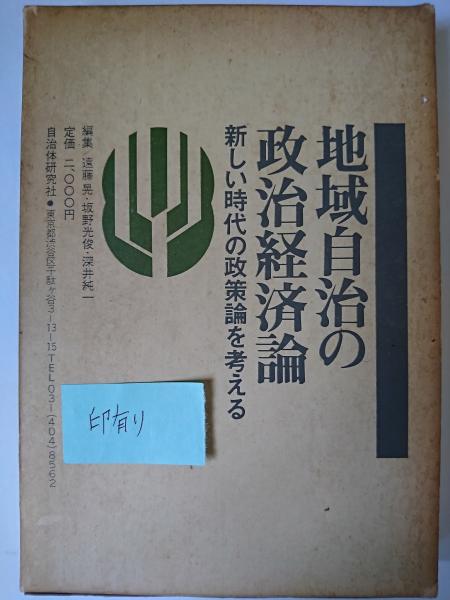 地域自治の
政治経済論
新しい時代の政策論を考える
編集／遠藤晃・坂野光俊・深井純一
定価 二、〇〇〇円
自治体研究社●東京都渋谷区千駄ヶ谷3-13-15 TEL03-(404)8562
印有り